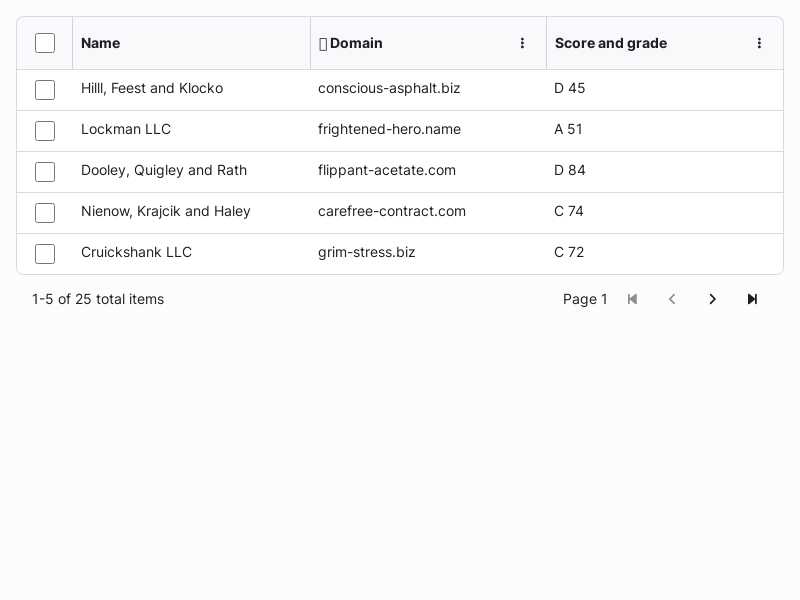 Name Domain Score and grade
Hilll, Feest and Klocko conscious-asphalt.biz D 45
Lockman LLC frightened-hero.name A 51
Dooley, Quigley and Rath flippant-acetate.com D 84
Nienow, Krajcik and Haley carefree-contract.com C 74
Cruickshank LLC grim-stress.biz C 72
1-5 of 25 total items Page 1